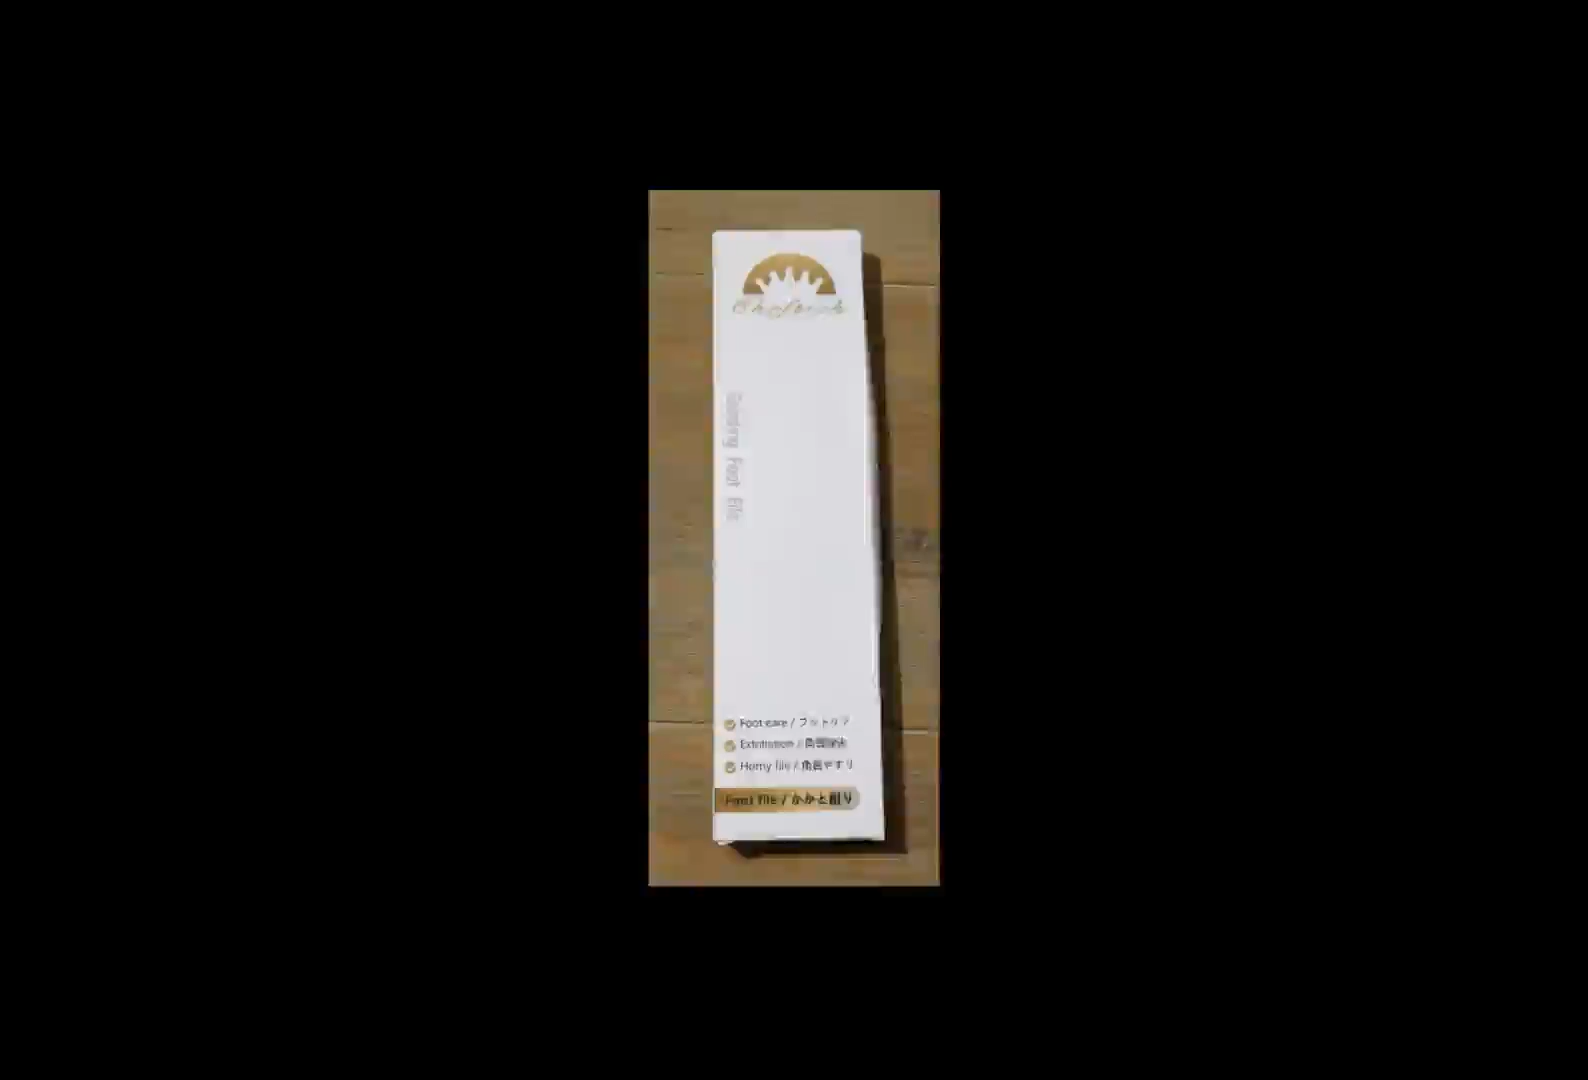 Foot File
Foot care / フットケア
Exfoliation / 角質除去
Horny file / 角質やすり
Foot file / かかと削り